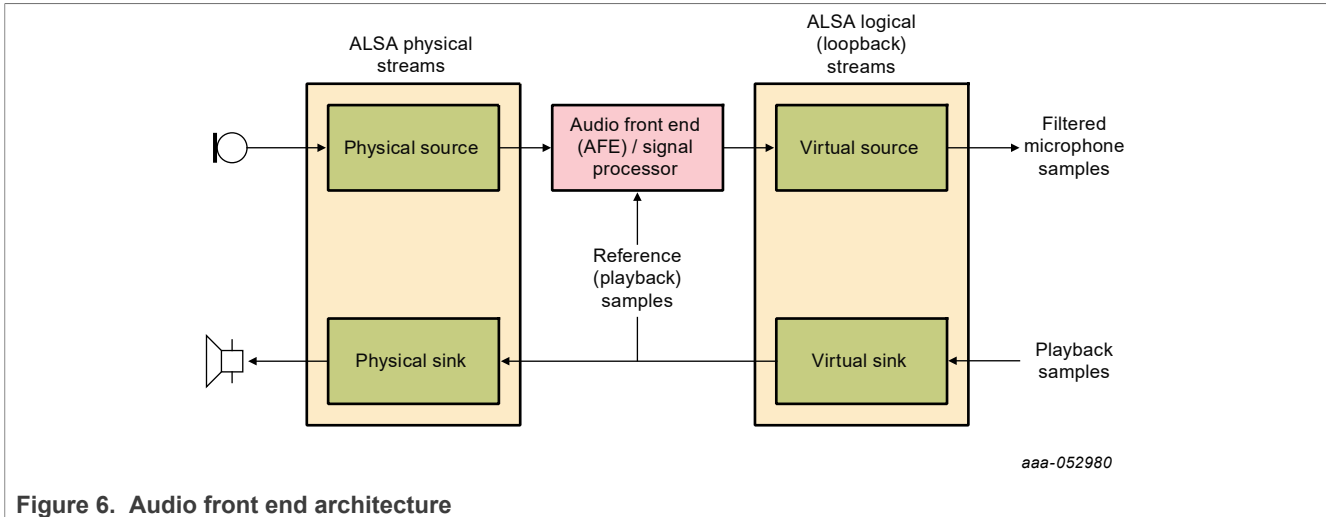 ALSA physical
streams
ALSA logical
(loopback)
streams
Physical source
Audio front end
(AFE) / signal
processor
Virtual source
Filtered
microphone
samples
Reference
(playback)
samples
Physical sink
Virtual sink
Playback
samples
aaa-052980
Figure 6. Audio front end architecture